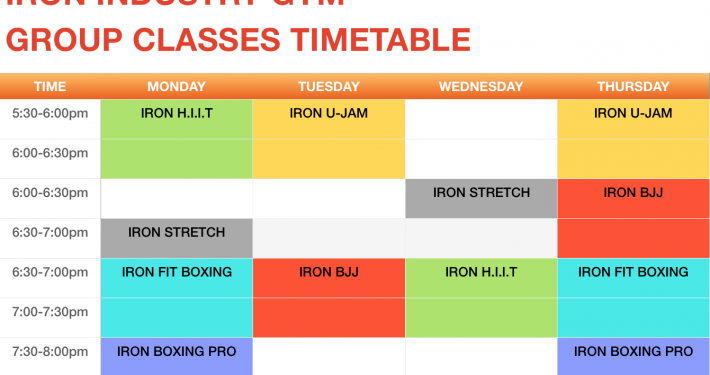 IRON INDUSTRY GYM
GROUP CLASSES TIMETABLE
TIME MONDAY TUESDAY WEDNESDAY THURSDAY
5:30-6:00pm IRON H.I.I.T IRON U-JAM IRON U-JAM
6:00-6:30pm
6:00-6:30pm IRON STRETCH IRON BJJ
6:30-7:00pm IRON STRETCH
6:30-7:00pm IRON FIT BOXING IRON BJJ IRON H.I.I.T IRON FIT BOXING
7:00-7:30pm
7:30-8:00pm IRON BOXING PRO IRON BOXING PRO